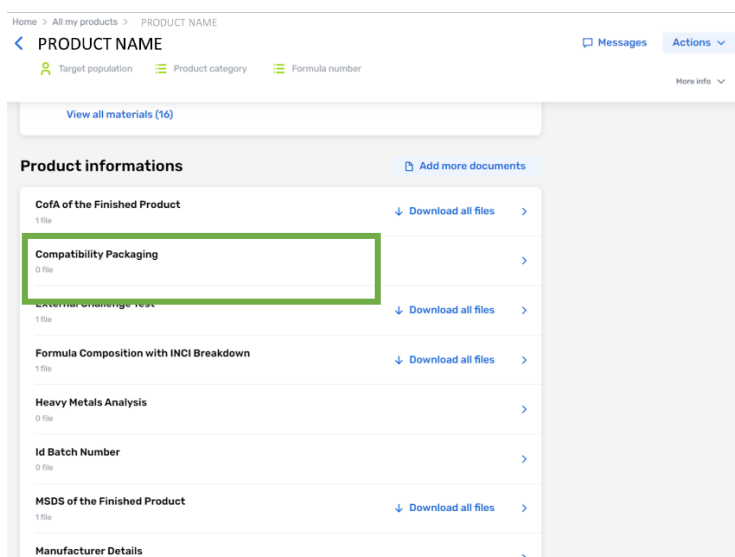 Home > All my products > PRODUCT NAME
PRODUCT NAME
Messages
Actions
Target population
Product category
Formula number
More info
View all materials (16)
Product informations
Add more documents
CofA of the Finished Product
1 file
Download all files
Compatibility Packaging
0 file
External Challenge Test
1 file
Download all files
Formula Composition with INCI Breakdown
1 file
Download all files
Heavy Metals Analysis
0 file
Id Batch Number
0 file
MSDS of the Finished Product
1 file
Download all files
Manufacturer Details